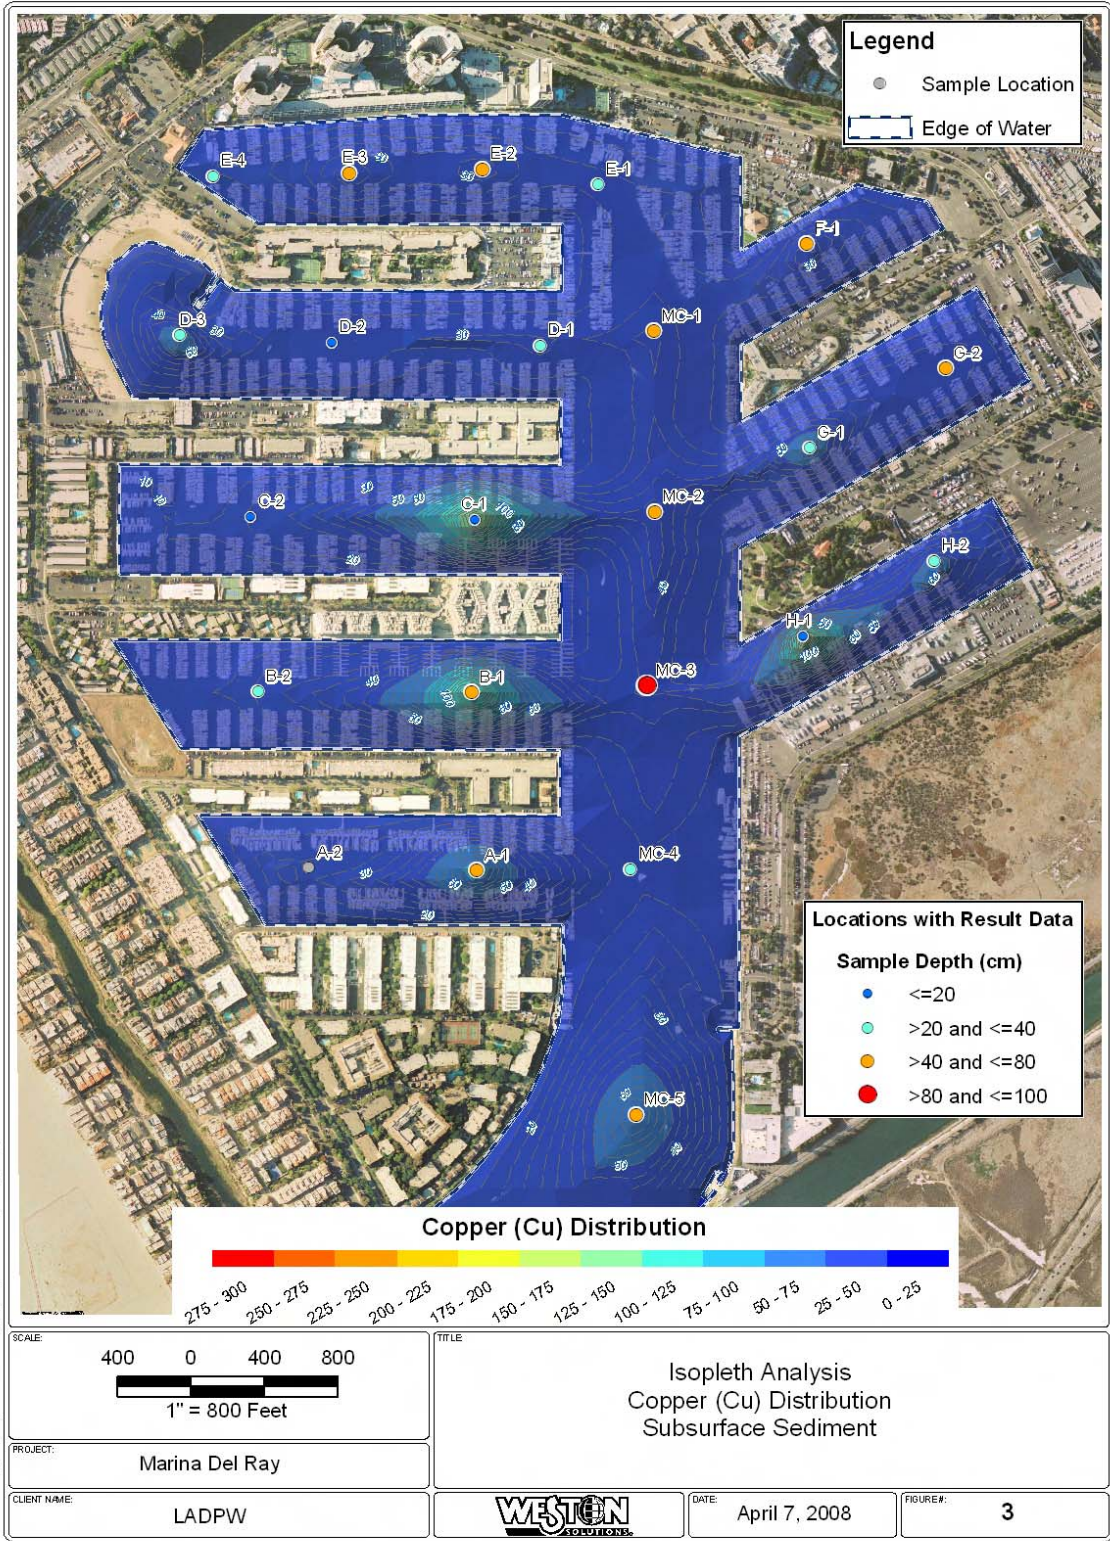 Legend
Sample Location
Edge of Water
E-4
E-3
E-2
E-1
F-1
D-3
D-2
D-1
MC-1
G-2
G-1
C-2
C-1
MC-2
H-2
H-1
B-2
B-1
MC-3
A-2
A-1
MC-4
MC-5
Locations with Result Data
Sample Depth (cm)
<=20
>20 and <=40
>40 and <=80
>80 and <=100
Copper (Cu) Distribution
275 - 300
250 - 275
225 - 250
200 - 225
175 - 200
150 - 175
125 - 150
100 - 125
75 - 100
50 - 75
25 - 50
0 - 25
SCALE:
400 0 400 800
1" = 800 Feet
TITLE:
Isopleth Analysis
Copper (Cu) Distribution
Subsurface Sediment
PROJECT:
Marina Del Ray
CLIENT NAME:
LADPW
WESTON
SOLUTIONS.
DATE:
April 7, 2008
FIGURE#:
3